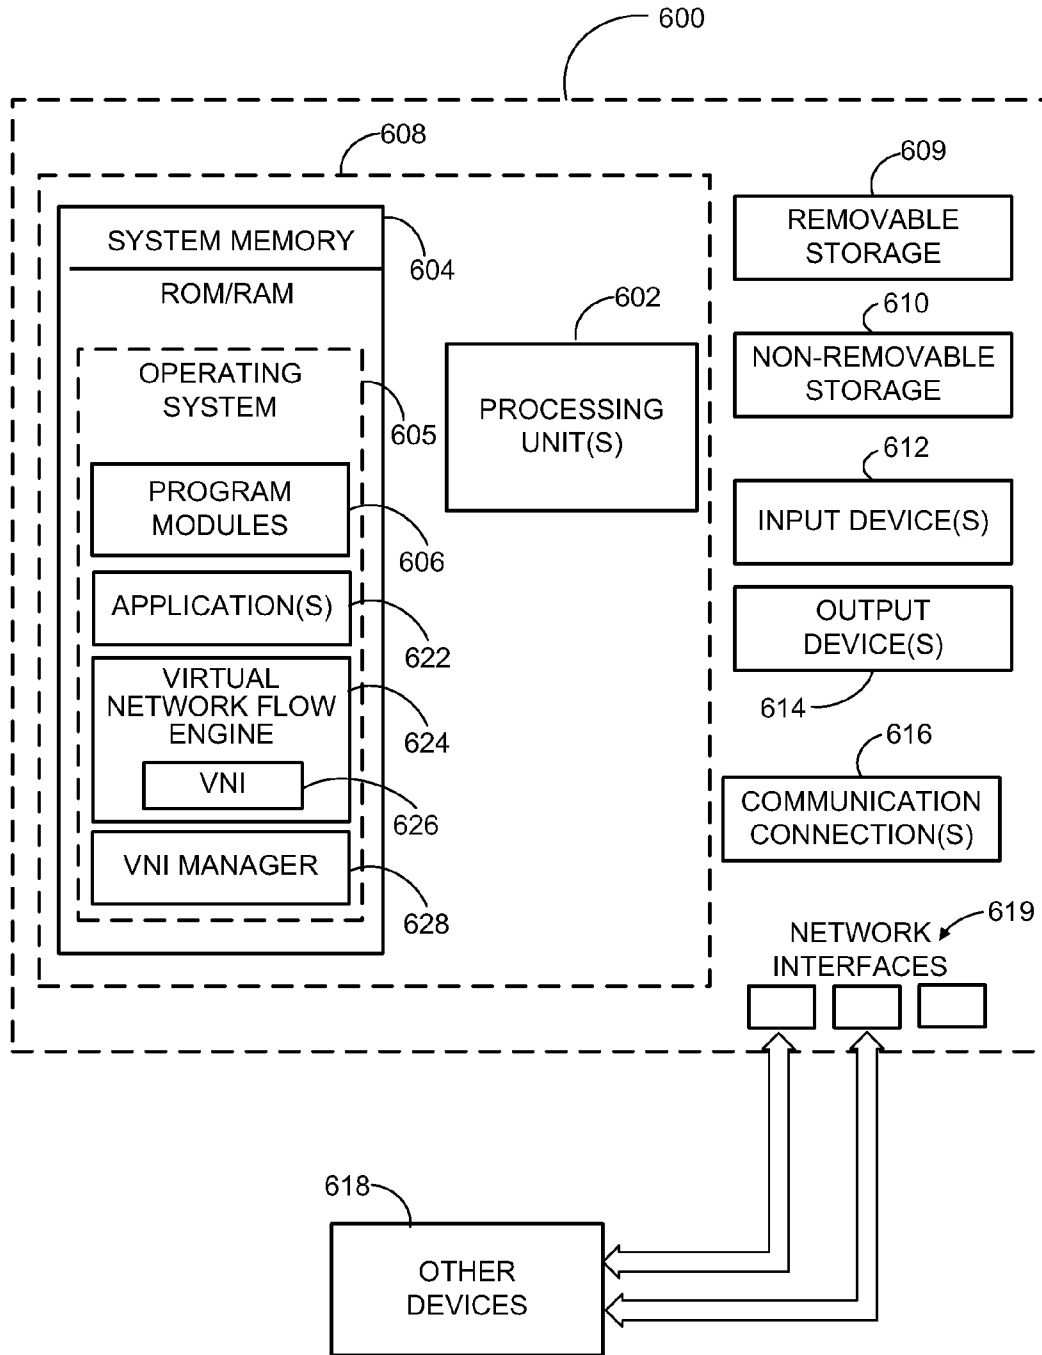 600
608
609
SYSTEM MEMORY
604
REMOVABLE
STORAGE
ROM/RAM
602
610
OPERATING
SYSTEM
605
PROCESSING
UNIT(S)
NON-REMOVABLE
STORAGE
612
PROGRAM
MODULES
606
INPUT DEVICE(S)
APPLICATION(S)
622
OUTPUT
DEVICE(S)
614
VIRTUAL
NETWORK FLOW
ENGINE
624
VNI
626
616
COMMUNICATION
CONNECTION(S)
VNI MANAGER
628
619
NETWORK
INTERFACES
618
OTHER
DEVICES